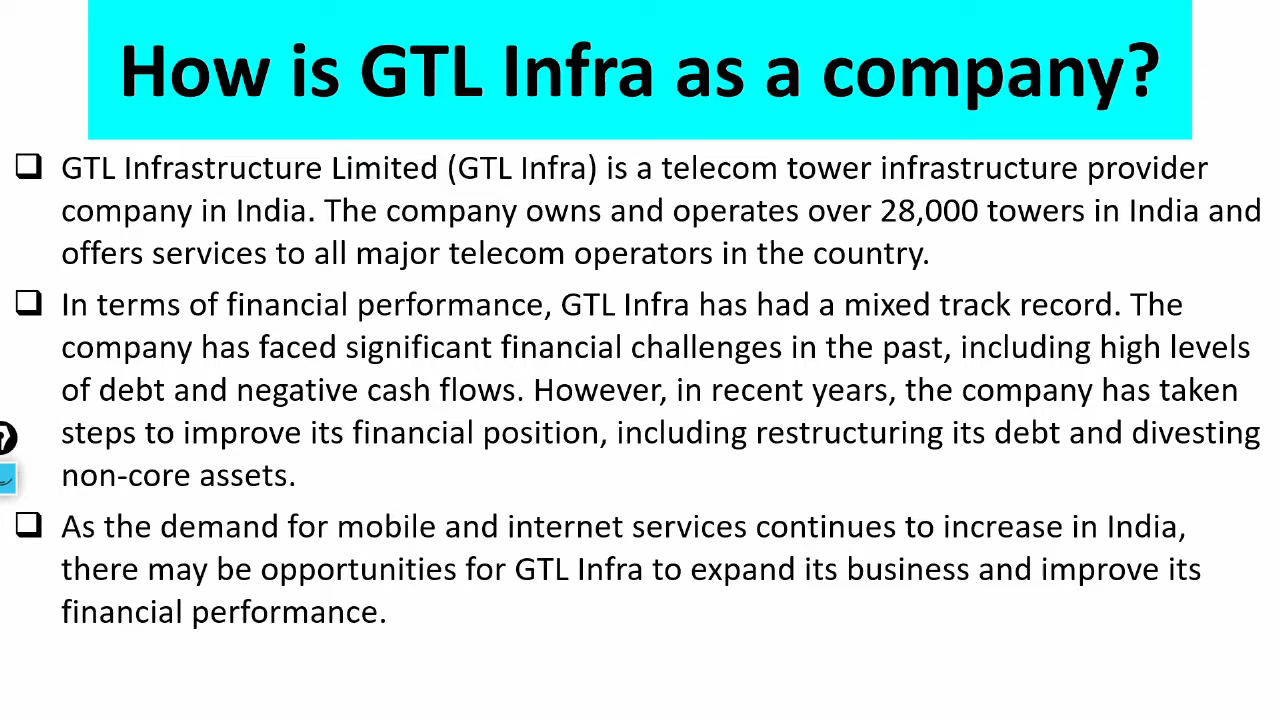 How is GTL Infra as a company?
❑ GTL Infrastructure Limited (GTL Infra) is a telecom tower infrastructure provider
company in India. The company owns and operates over 28,000 towers in India and
offers services to all major telecom operators in the country.
❑ In terms of financial performance, GTL Infra has had a mixed track record. The
company has faced significant financial challenges in the past, including high levels
of debt and negative cash flows. However, in recent years, the company has taken
steps to improve its financial position, including restructuring its debt and divesting
non-core assets.
❑ As the demand for mobile and internet services continues to increase in India,
there may be opportunities for GTL Infra to expand its business and improve its
financial performance.